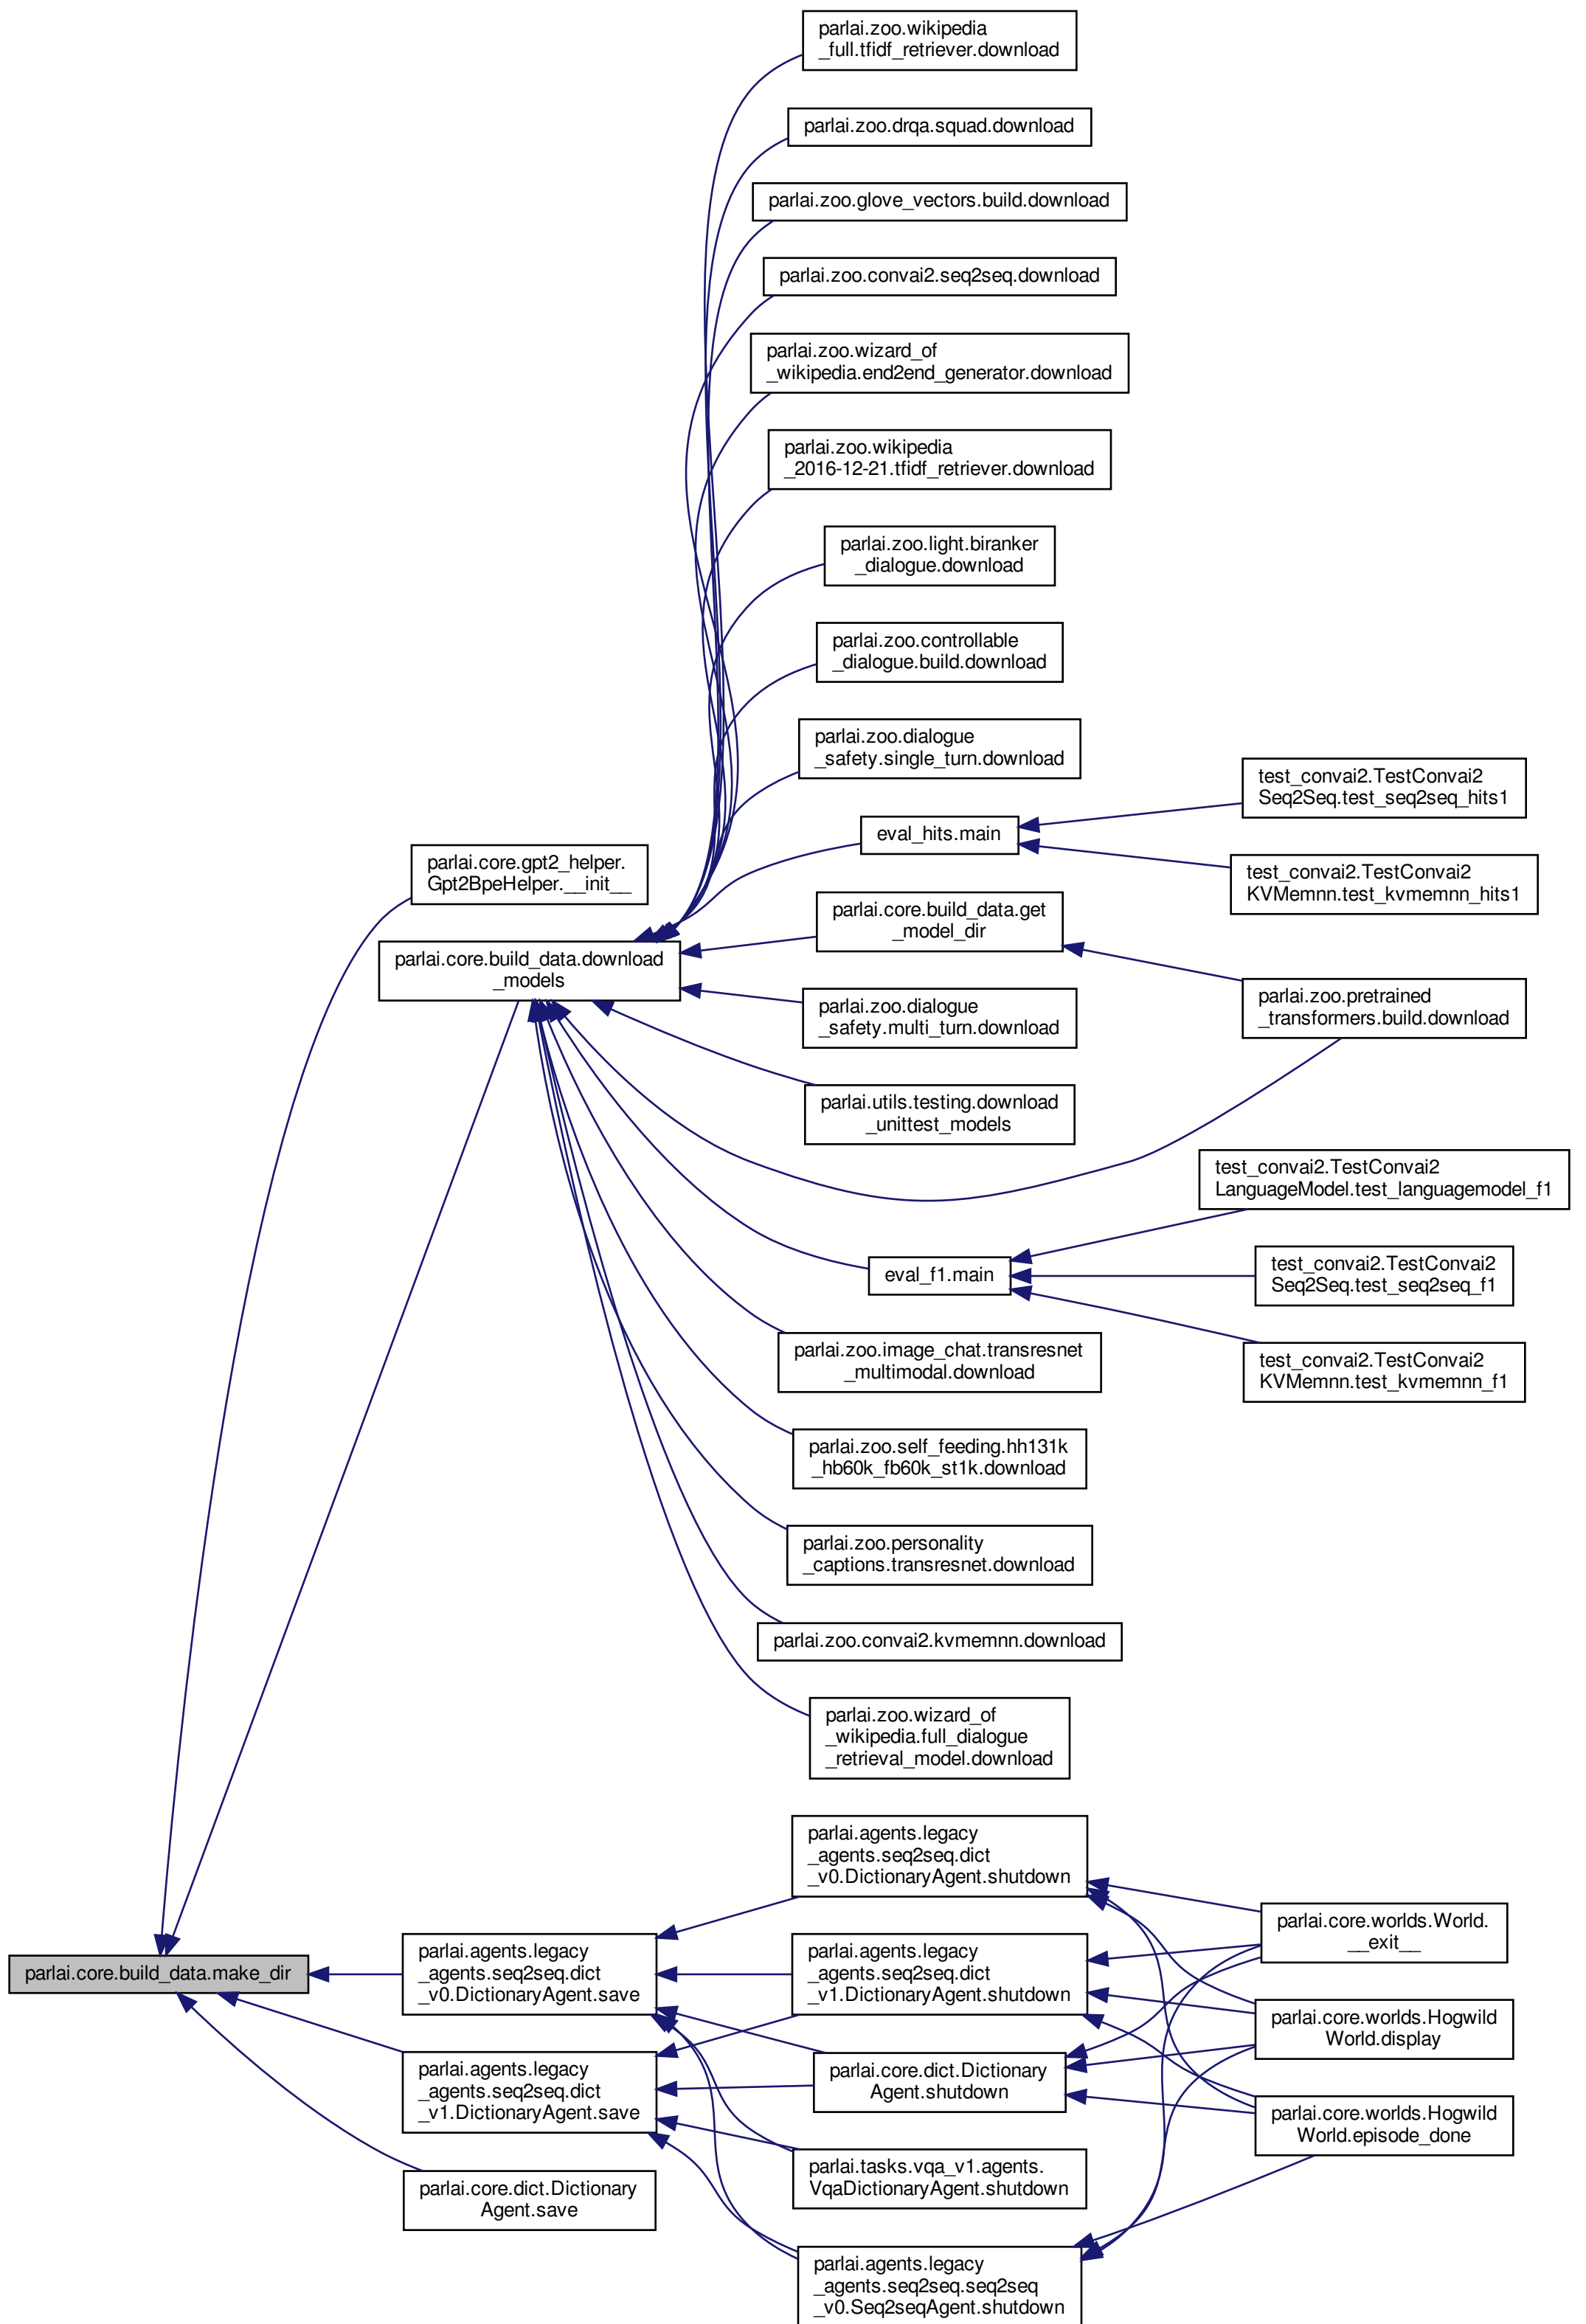 parlai.zoo.wikipedia
_full.tfidf_retriever.download
parlai.zoo.drqa.squad.download
parlai.zoo.glove_vectors.build.download
parlai.zoo.convai2.seq2seq.download
parlai.zoo.wizard_of
_wikipedia.end2end_generator.download
parlai.zoo.wikipedia
_2016-12-21.tfidf_retriever.download
parlai.zoo.light.biranker
_dialogue.download
parlai.zoo.controllable
_dialogue.build.download
parlai.zoo.dialogue
_safety.single_turn.download
test_convai2.TestConvai2
Seq2Seq.test_seq2seq_hits1
eval_hits.main
parlai.core.gpt2_helper.
Gpt2BpeHelper.__init__
test_convai2.TestConvai2
KVMemnn.test_kvmemnn_hits1
parlai.core.build_data.get
_model_dir
parlai.core.build_data.download
_models
parlai.zoo.dialogue
_safety.multi_turn.download
parlai.zoo.pretrained
_transformers.build.download
parlai.utils.testing.download
_unittest_models
test_convai2.TestConvai2
LanguageModel.test_languagemodel_f1
eval_f1.main
test_convai2.TestConvai2
Seq2Seq.test_seq2seq_f1
parlai.zoo.image_chat.transresnet
_multimodal.download
test_convai2.TestConvai2
KVMemnn.test_kvmemnn_f1
parlai.zoo.self_feeding.hh131k
_hb60k_fb60k_st1k.download
parlai.zoo.personality
_captions.transresnet.download
parlai.zoo.convai2.kvmemnn.download
parlai.zoo.wizard_of
_wikipedia.full_dialogue
_retrieval_model.download
parlai.agents.legacy
_agents.seq2seq.dict
_v0.DictionaryAgent.shutdown
parlai.core.worlds.World.
__exit__
parlai.core.build_data.make_dir
parlai.agents.legacy
_agents.seq2seq.dict
_v0.DictionaryAgent.save
parlai.agents.legacy
_agents.seq2seq.dict
_v1.DictionaryAgent.shutdown
parlai.core.worlds.Hogwild
World.display
parlai.agents.legacy
_agents.seq2seq.dict
_v1.DictionaryAgent.save
parlai.core.dict.Dictionary
Agent.shutdown
parlai.core.worlds.Hogwild
World.episode_done
parlai.tasks.vqa_v1.agents.
VqaDictionaryAgent.shutdown
parlai.core.dict.Dictionary
Agent.save
parlai.agents.legacy
_agents.seq2seq.seq2seq
_v0.Seq2seqAgent.shutdown